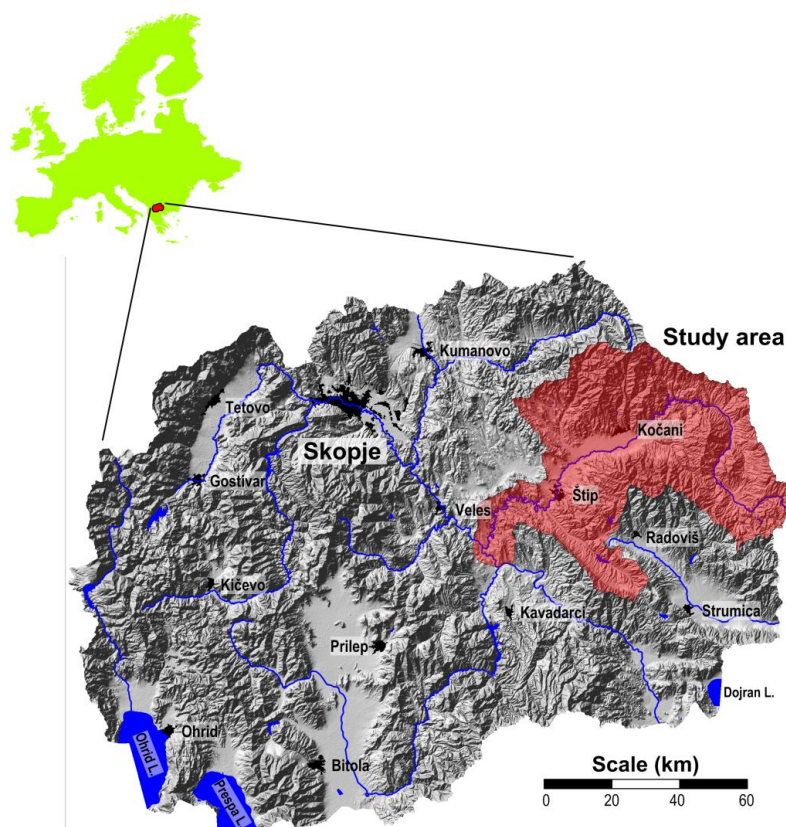 Study area
Kumanovo
Tetovo
Skopje
Kočani
Gostivar
Štip
Veles
Radoviš
Kičevo
Kavadarci
Strumica
Prilep
Dojran L.
Ohrid
Ohrid L.
Bitola
Prespa L.
Scale (km)
0 20 40 60